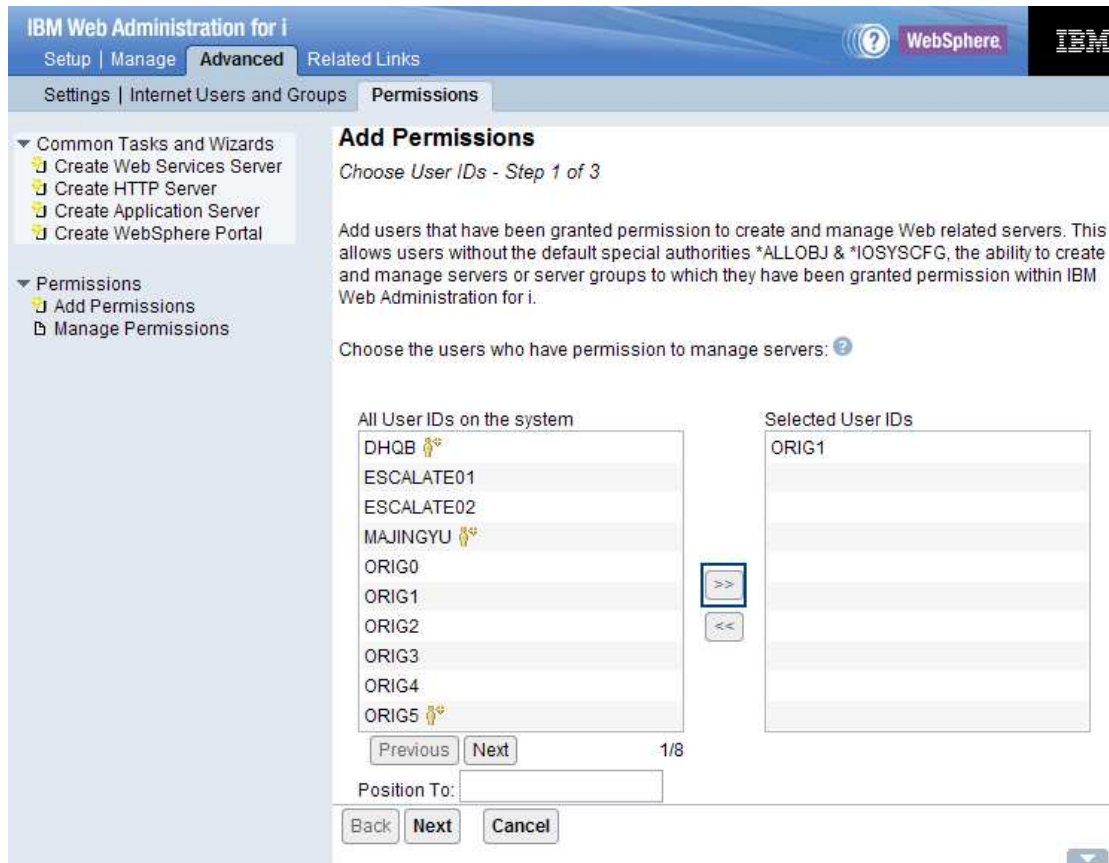 IBM Web Administration for i
Setup | Manage Advanced Related Links
? WebSphere.
IBM
Settings | Internet Users and Groups Permissions
Common Tasks and Wizards
Create Web Services Server
Create HTTP Server
Create Application Server
Create WebSphere Portal
Permissions
Add Permissions
Manage Permissions
Add Permissions
Choose User IDs - Step 1 of 3
Add users that have been granted permission to create and manage Web related servers. This
allows users without the default special authorities *ALLOBJ & *IOSYSCFG, the ability to create
and manage servers or server groups to which they have been granted permission within IBM
Web Administration for i.
Choose the users who have permission to manage servers: ?
All User IDs on the system
DHQB
ESCALATE01
ESCALATE02
MAJINGYU
ORIG0
ORIG1
ORIG2
ORIG3
ORIG4
ORIG5
Previous Next 1/8
Position To:
>>
<<
Selected User IDs
ORIG1
Back Next Cancel